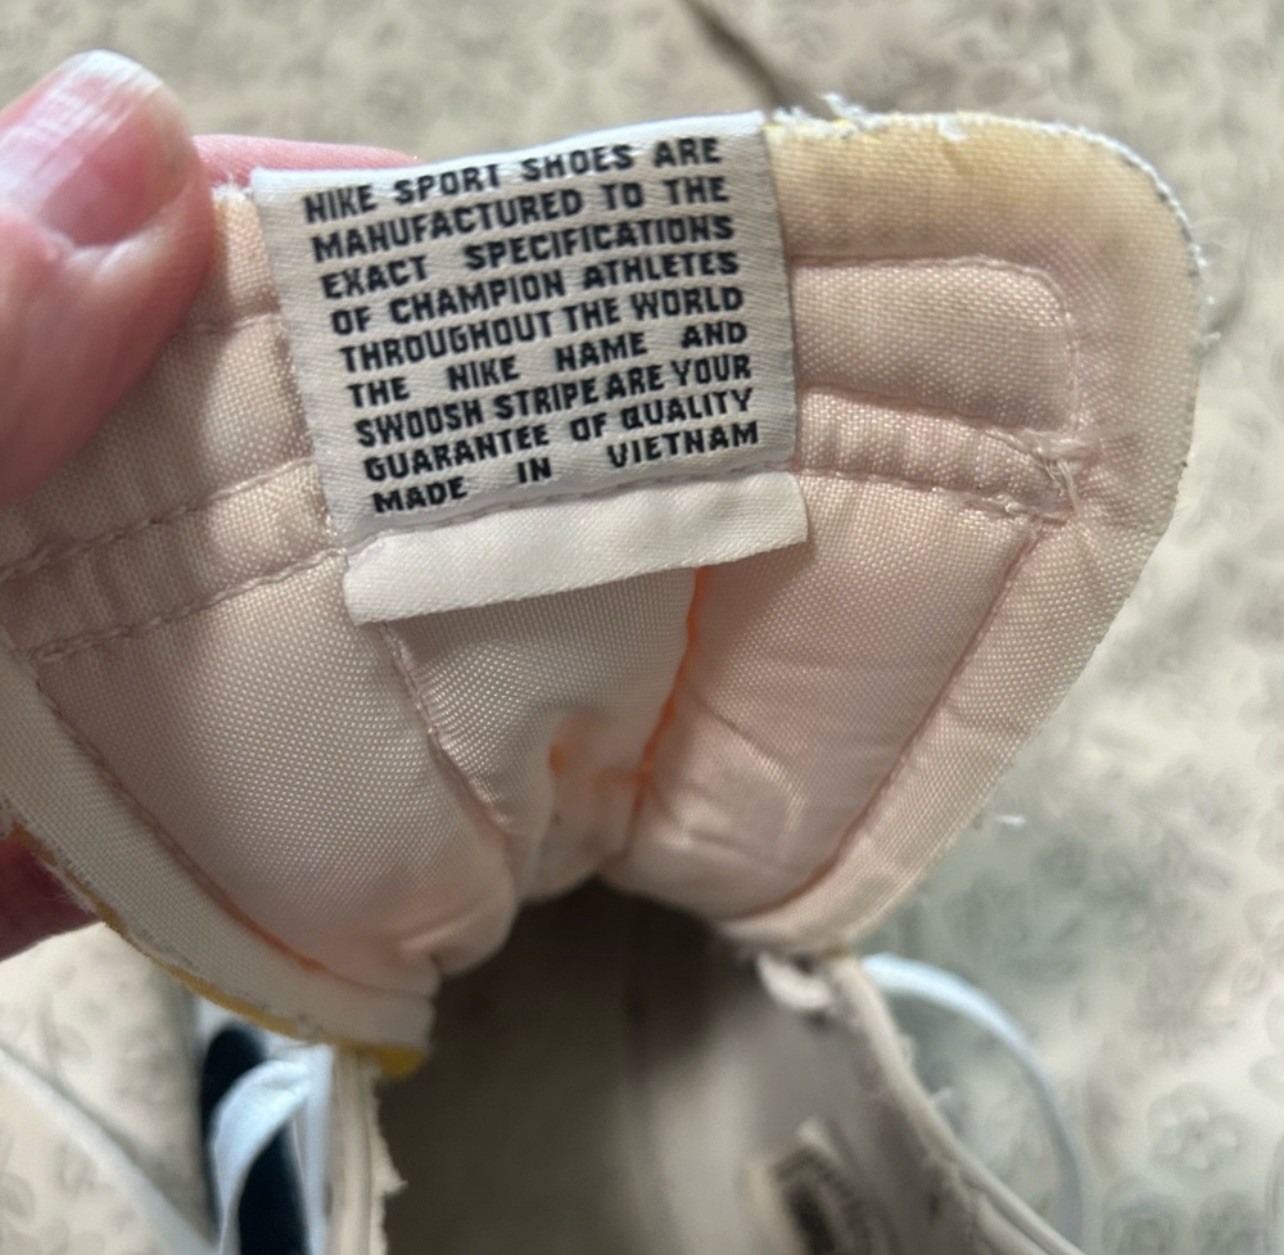 NIKE SPORT SHOES ARE
MANUFACTURED TO THE
EXACT SPECIFICATIONS
OF CHAMPION ATHLETES
THROUGHOUT THE WORLD
THE NIKE NAME AND
SWOOSH STRIPE ARE YOUR
GUARANTEE OF QUALITY
MADE IN VIETNAM